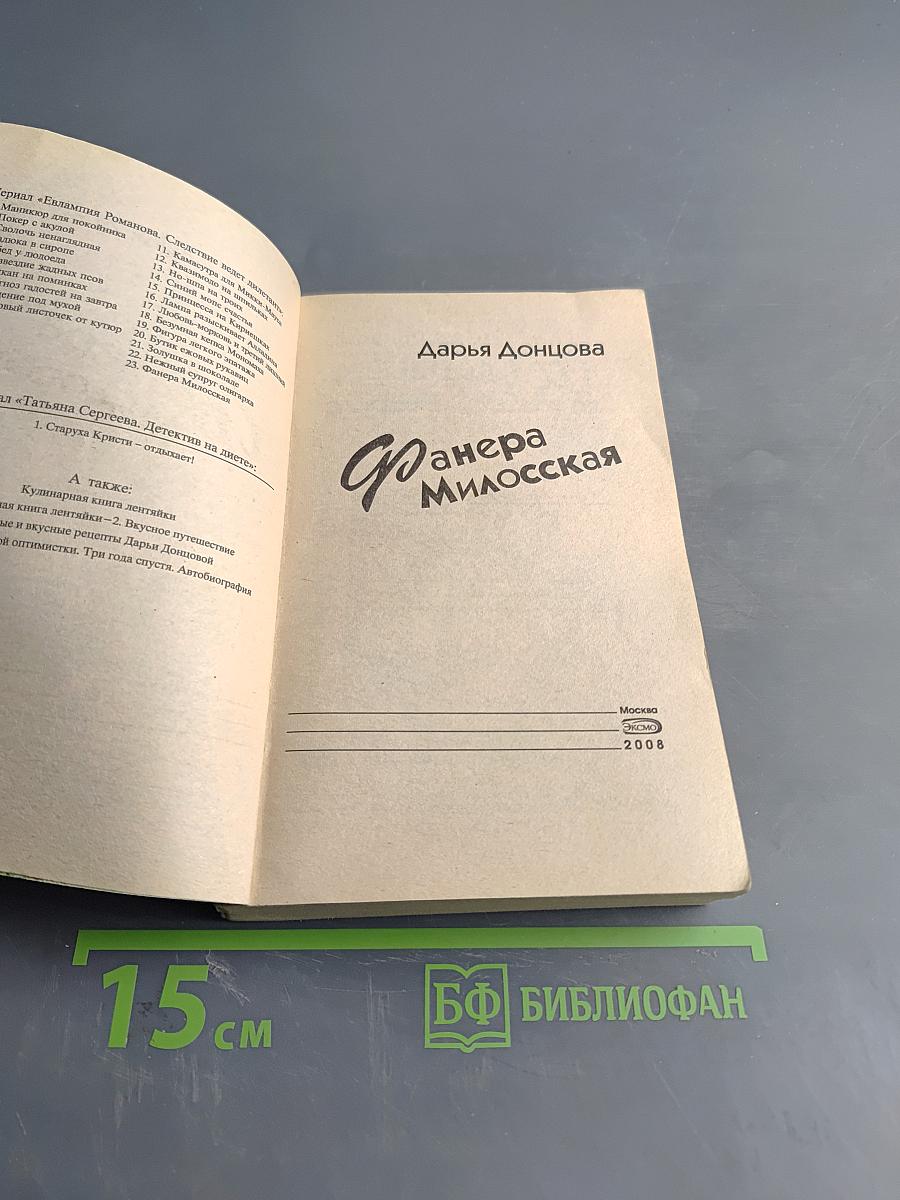 ериал «Евлампия Романова. Следствие ведет дилетант»
Маникюр для покойника
Покер с акулой
Сволочь ненаглядная
адюка в сиропе
бед у людоеда
звездие жадных псов
кан на поминках
гноз гадостей на завтра
дение под мухой
овый листочек от кутюр
11. Камасутра для Микки-Мауса
12. Квазимодо на шпильках
13. Но-шпа на троих
14. Синий мопс счастья
15. Принцесса на Кириешках
16. Лампа разыскивает Алладина
17. Любовь-морковь и третий лишний
18. Безумная кепка Мономаха
19. Фигура легкого эпатажа
20. Бутик ежовых рукавиц
21. Золушка в шоколаде
22. Нежный супруг олигарха
23. Фанера Милосская
ал «Татьяна Сергеева. Детектив на диете»:
1. Старуха Кристи – отдыхает!
А также:
Кулинарная книга лентяйки
ная книга лентяйки–2. Вкусное путешествие
ые и вкусные рецепты Дарьи Донцовой
ой оптимистки. Три года спустя. Автобиография
Дарья Донцова
Фанера
Милосская
Москва
ЭКСМО
2008
15 см
БФ БИБЛИОФАН